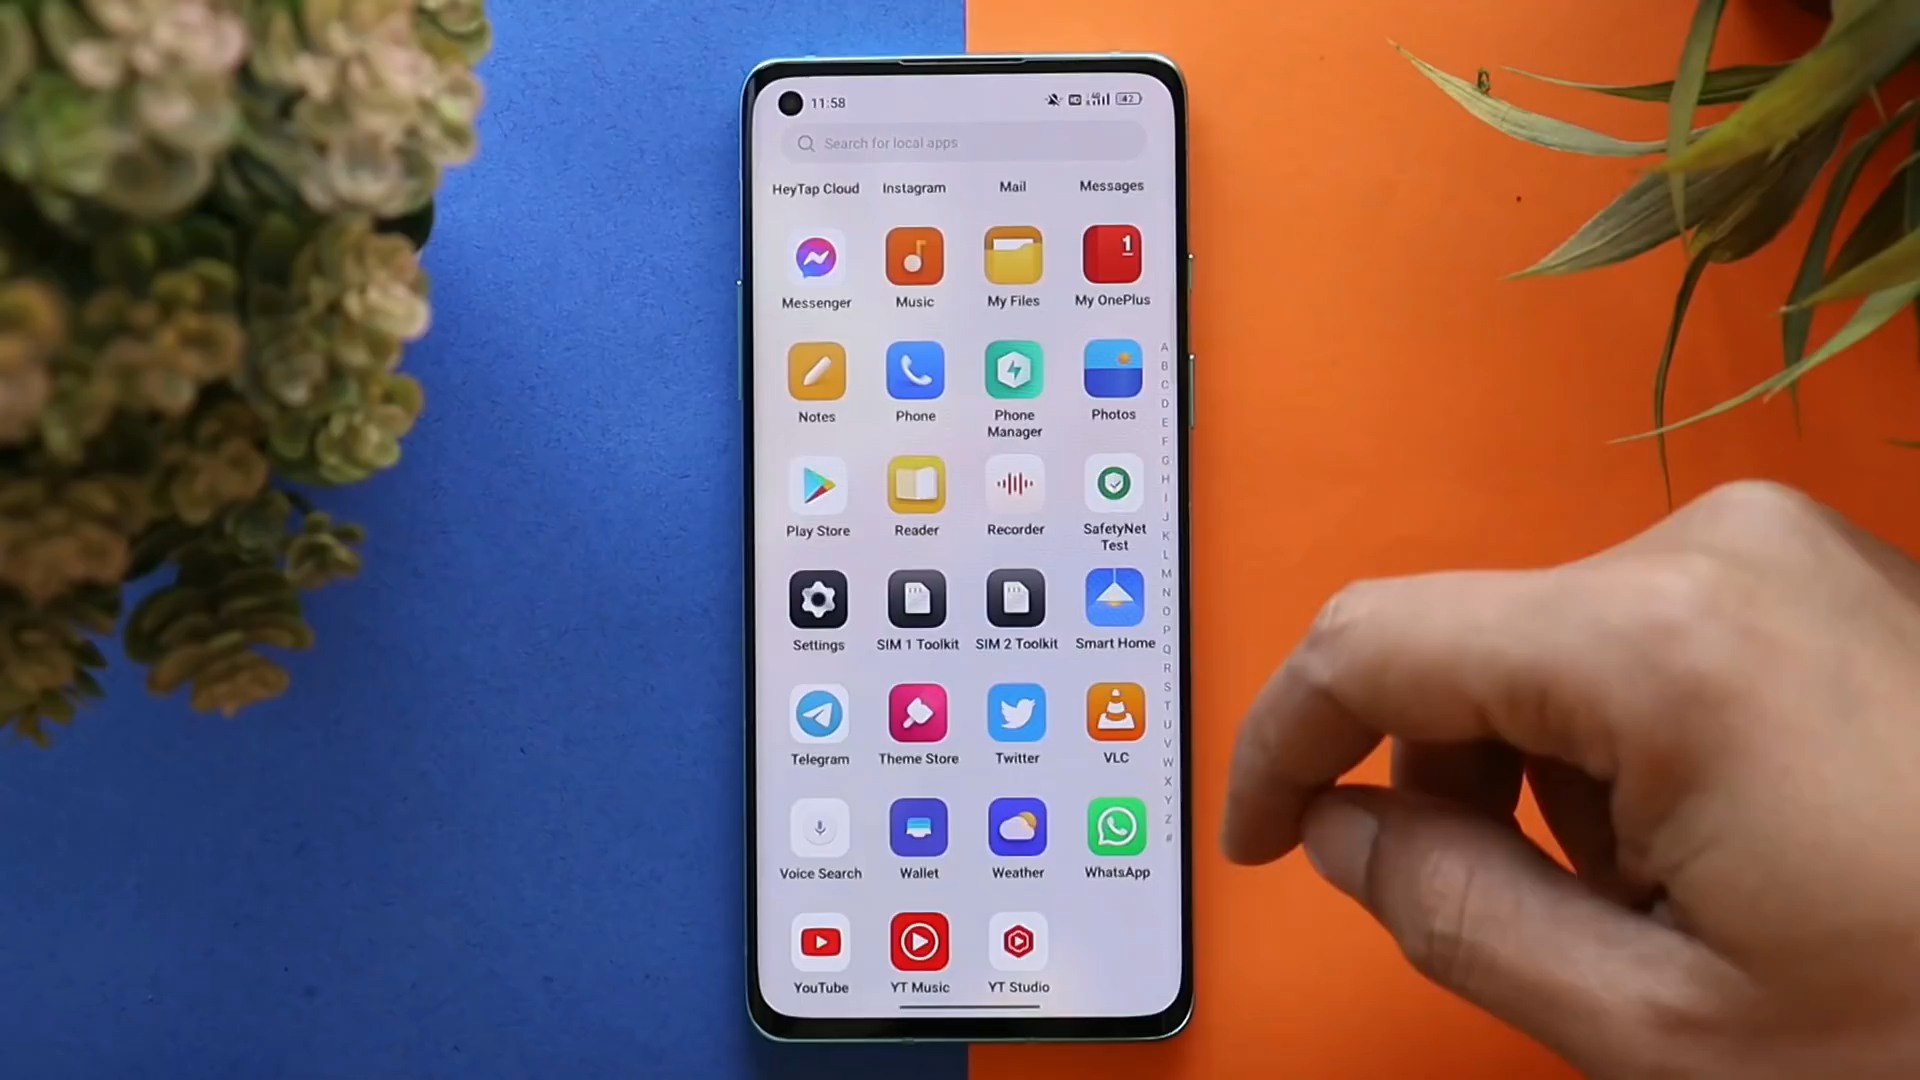 11:58
42
Search for local apps
HeyTap Cloud Instagram Mail Messages
1
Messenger Music My Files My OnePlus
Notes Phone Phone Manager Photos
Play Store Reader Recorder SafetyNet Test
Settings SIM 1 Toolkit SIM 2 Toolkit Smart Home
Telegram Theme Store Twitter VLC
Voice Search Wallet Weather WhatsApp
YouTube YT Music YT Studio
A
B
C
D
E
F
G
H
I
J
K
L
M
N
O
P
Q
R
S
T
U
V
W
X
Y
Z
#